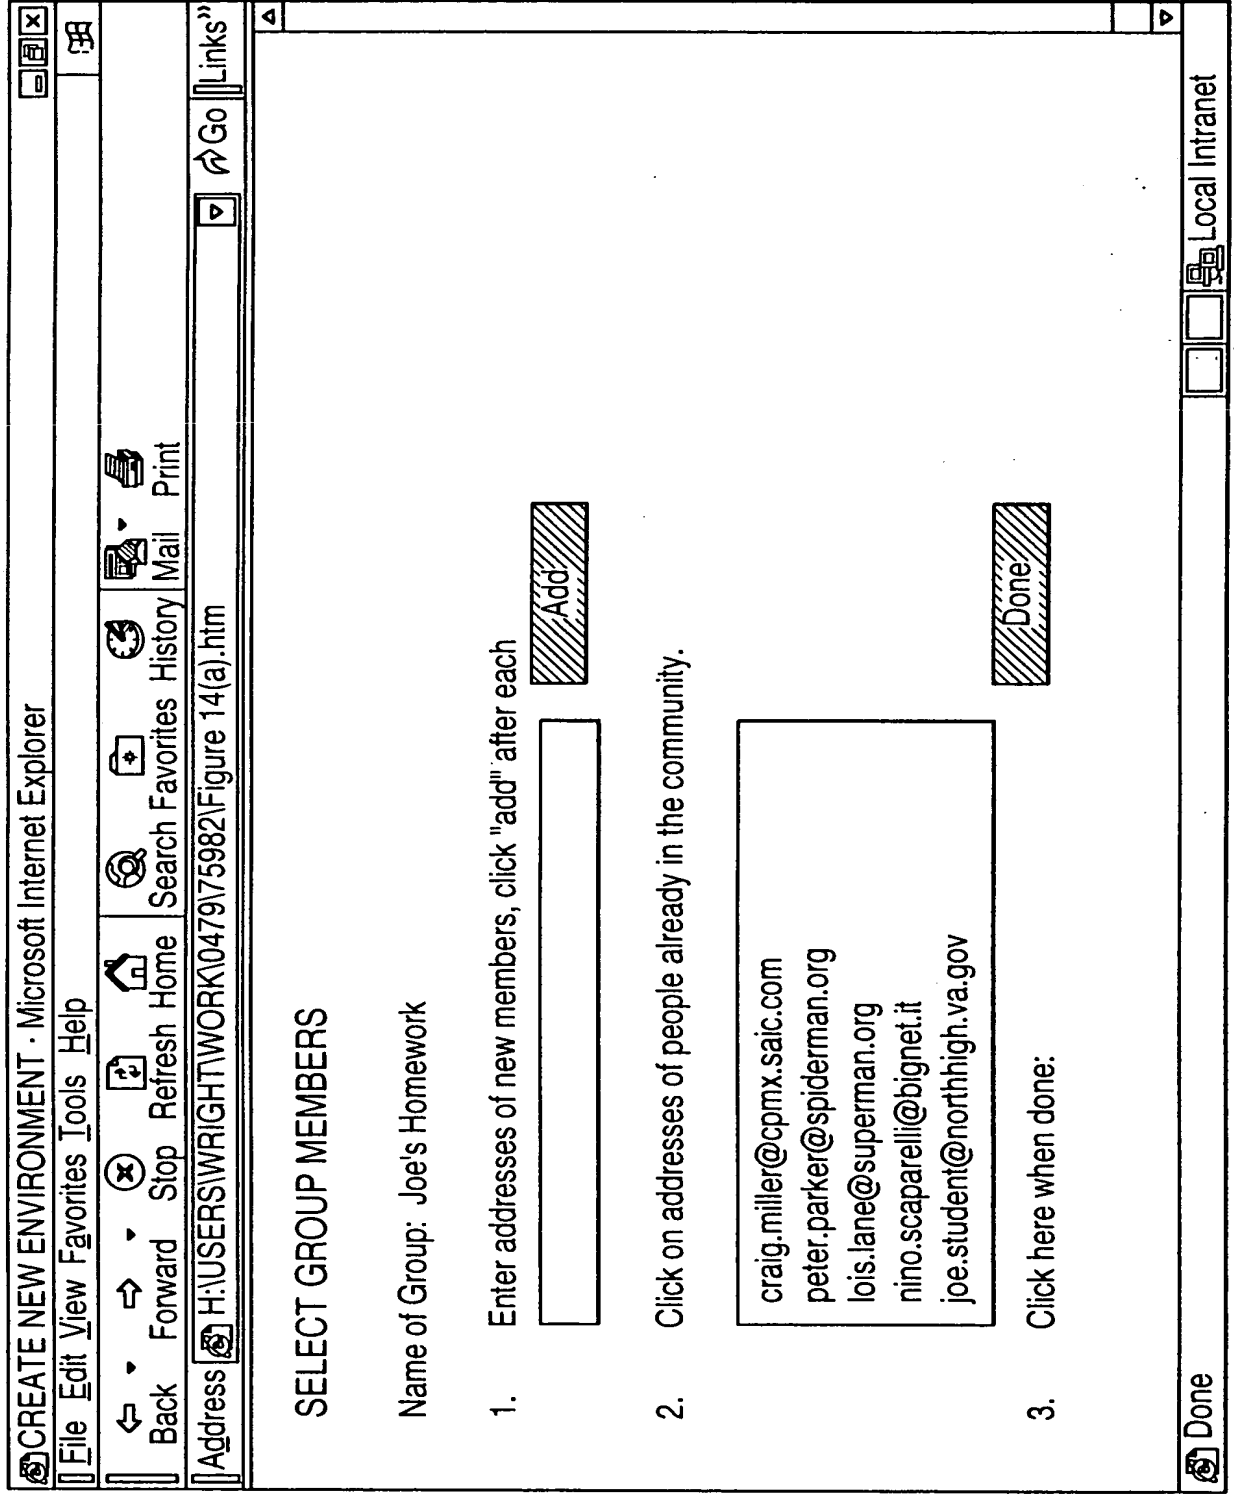 CREATE NEW ENVIRONMENT - Microsoft Internet Explorer
File Edit View Favorites Tools Help
Back Forward Stop Refresh Home Search Favorites History Mail Print
Address H:\USERS\WRIGHTWORK\0479\75982\Figure 14(a).htm Go Links"
SELECT GROUP MEMBERS
Name of Group: Joe's Homework
1. Enter addresses of new members, click "add" after each
Add
2. Click on addresses of people already in the community.
craig.miller@cpmx.saic.com
peter.parker@spiderman.org
lois.lane@superman.org
nino.scaparelli@bignet.it
joe.student@northhigh.va.gov
Done
3. Click here when done:
Done Local Intranet